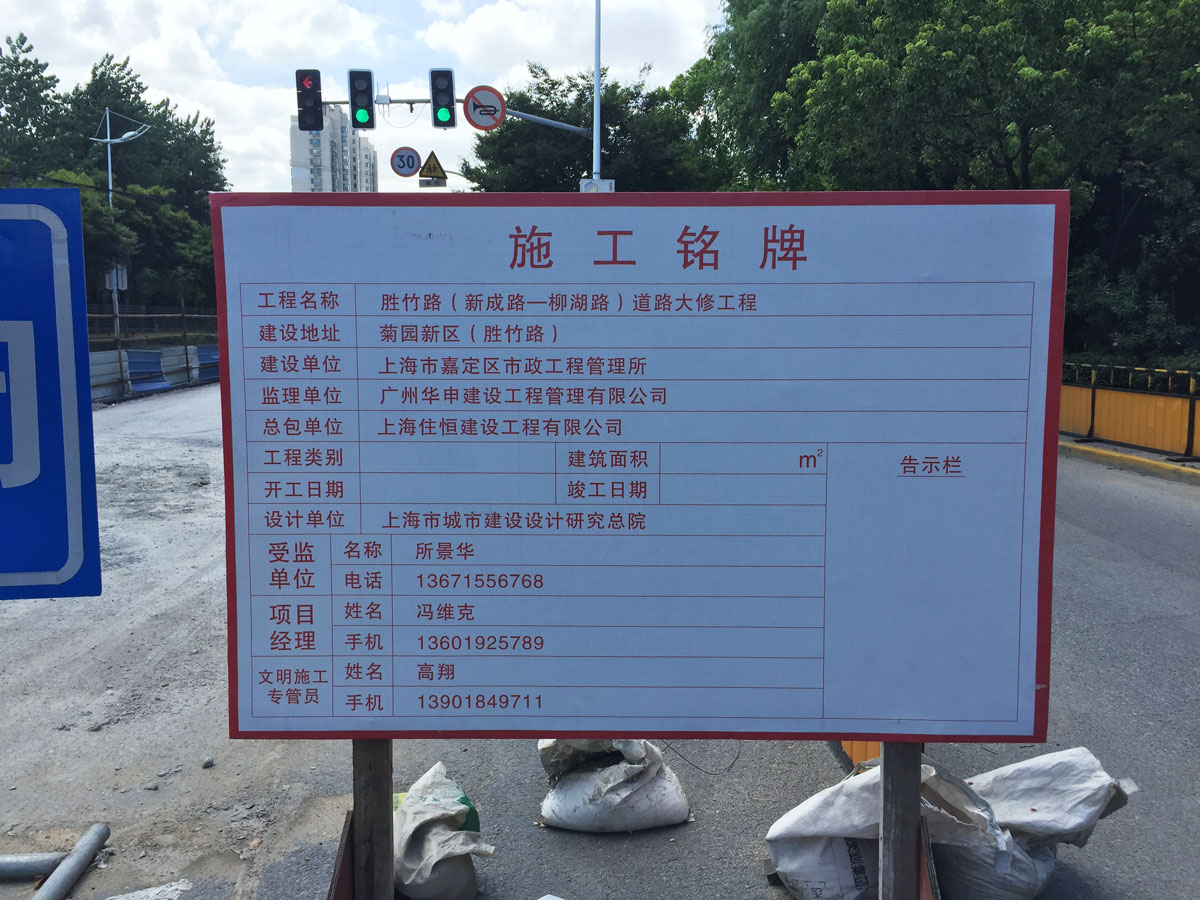 30
施工铭牌
工程名称 胜竹路（新成路—柳湖路）道路大修工程
建设地址 菊园新区（胜竹路）
建设单位 上海市嘉定区市政工程管理所
监理单位 广州华申建设工程管理有限公司
总包单位 上海住恒建设工程有限公司
工程类别 建筑面积 m²
告示栏
开工日期 竣工日期
设计单位 上海市城市建设设计研究总院
受监单位 名称 所景华
电话 13671556768
项目经理 姓名 冯维克
手机 13601925789
文明施工专管员 姓名 高翔
手机 13901849711